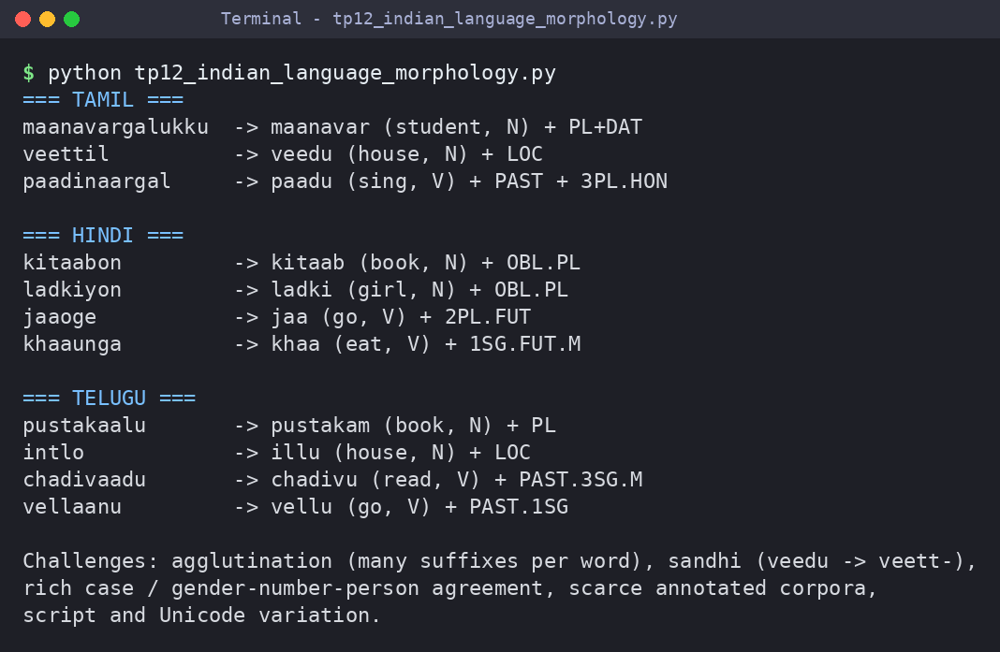 Terminal - tp12_indian_language_morphology.py
$ python tp12_indian_language_morphology.py
=== TAMIL ===
maanavargalukku  -> maanavar (student, N) + PL+DAT
veettil          -> veedu (house, N) + LOC
paadinaargal     -> paadu (sing, V) + PAST + 3PL.HON
=== HINDI ===
kitaabon         -> kitaab (book, N) + OBL.PL
ladkiyon         -> ladki (girl, N) + OBL.PL
jaaoge           -> jaa (go, V) + 2PL.FUT
khaaunga         -> khaa (eat, V) + 1SG.FUT.M
=== TELUGU ===
pustakaalu       -> pustakam (book, N) + PL
intlo            -> illu (house, N) + LOC
chadivaadu       -> chadivu (read, V) + PAST.3SG.M
vellaanu         -> vellu (go, V) + PAST.1SG
Challenges: agglutination (many suffixes per word), sandhi (veedu -> veett-),
rich case / gender-number-person agreement, scarce annotated corpora,
script and Unicode variation.